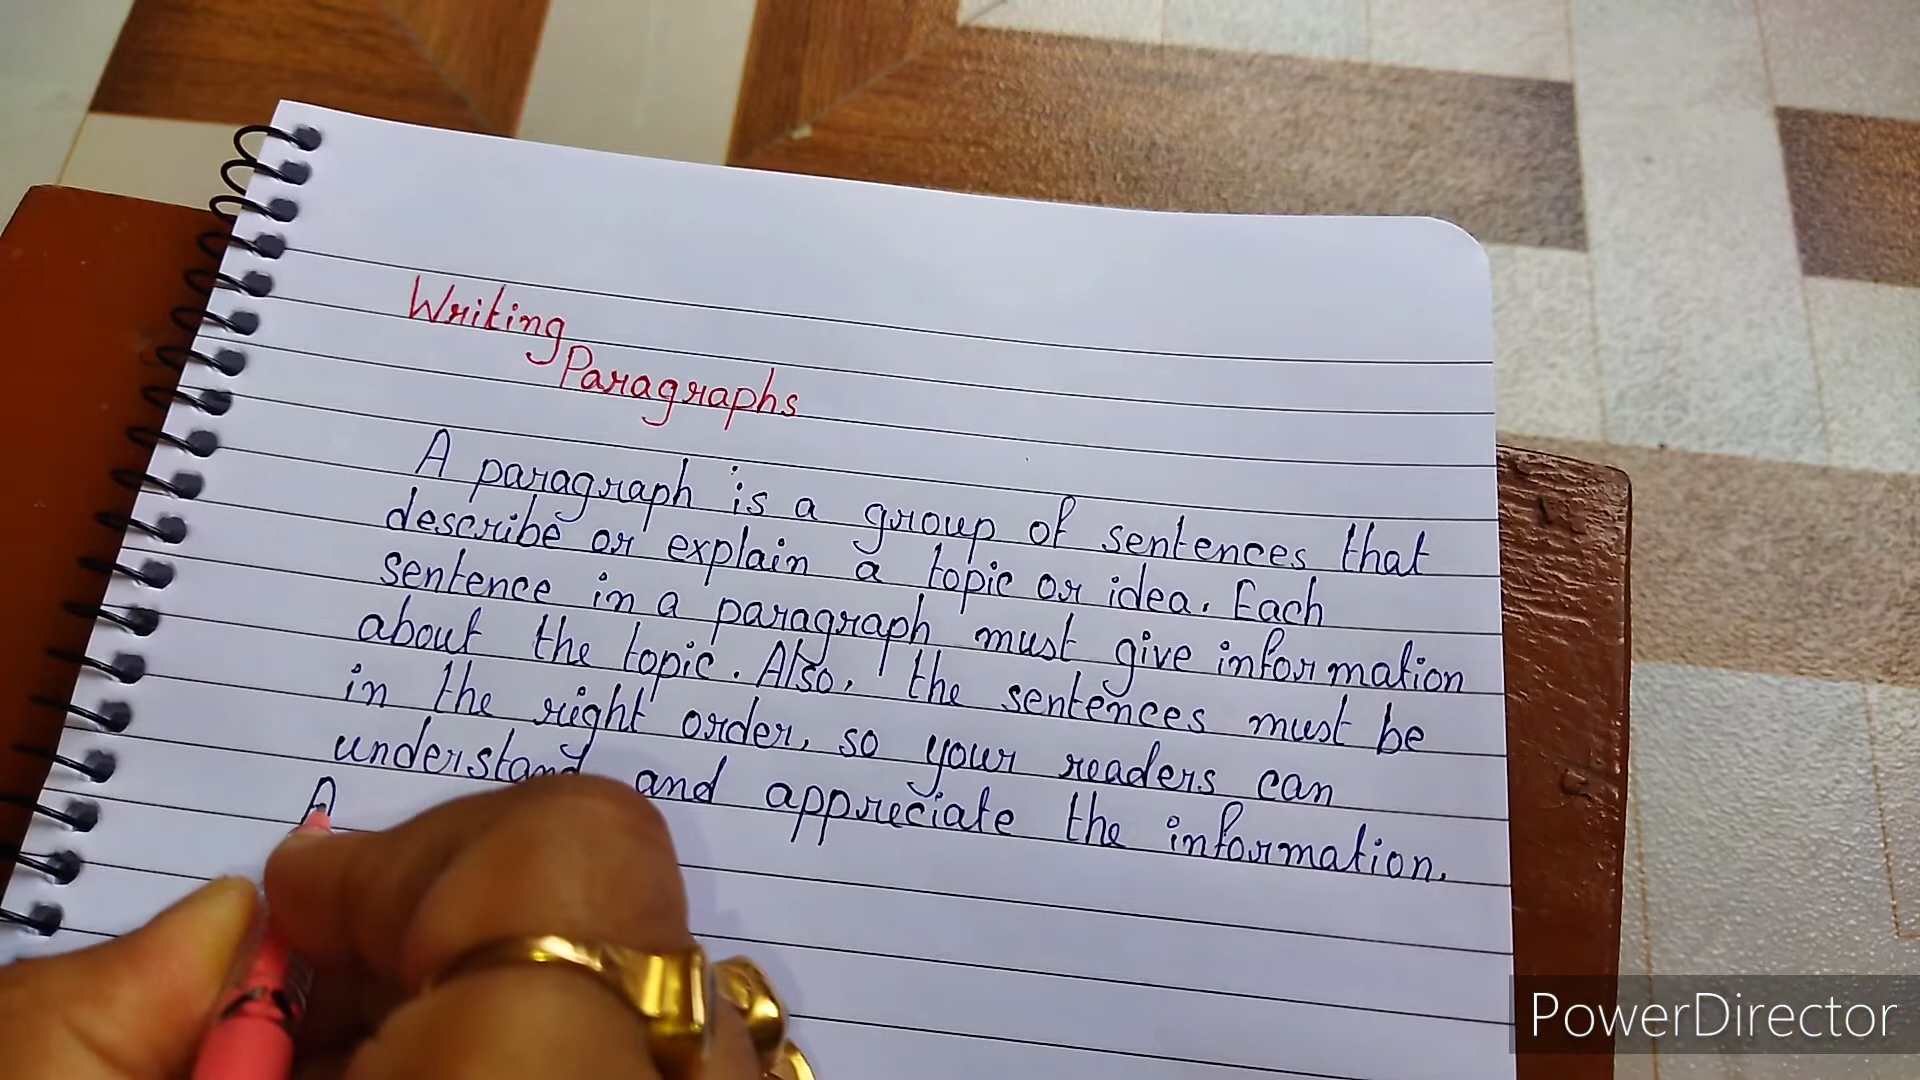 Writing
Paragraphs
A paragraph is a group of sentences that
describe or explain a topic or idea. Each
sentence in a paragraph must give information
about the topic. Also, the sentences must be
in the right order, so your readers can
understand and appreciate the information.
A
PowerDirector